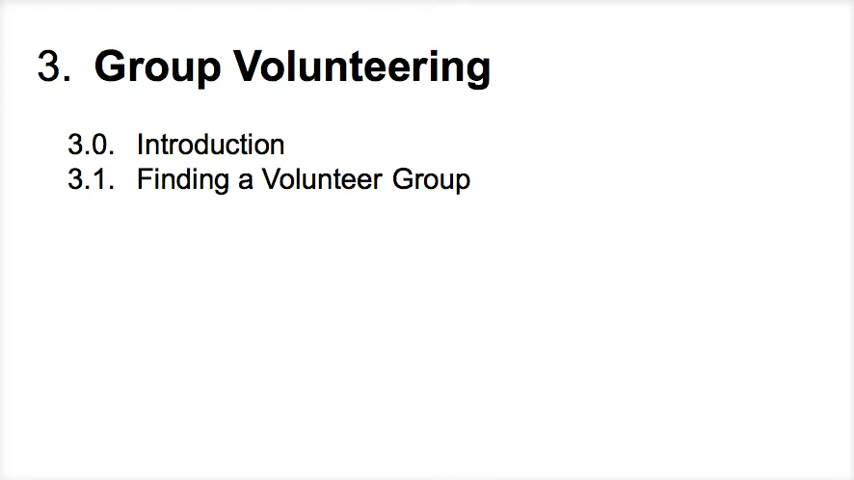 3. Group Volunteering
3.0. Introduction
3.1. Finding a Volunteer Group